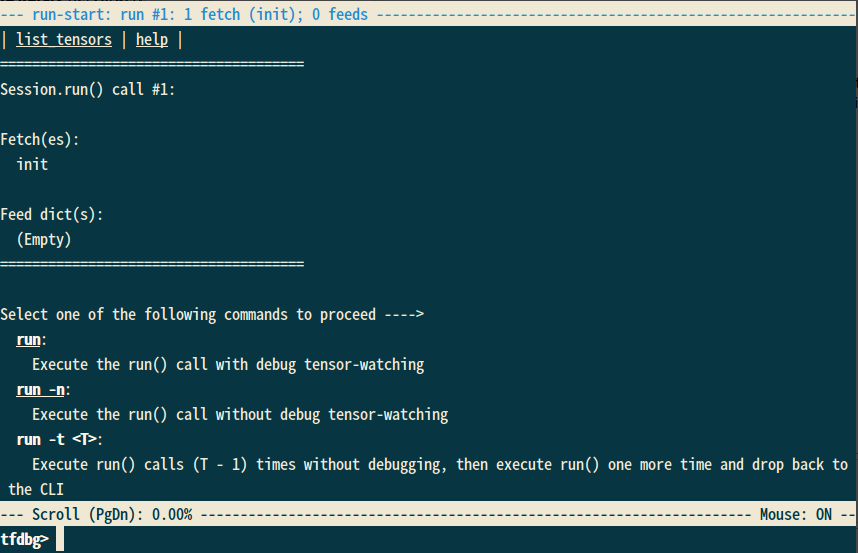 --- run-start: run #1: 1 fetch (init); 0 feeds ------------------------------------------------------------
| list_tensors | help |
======================================
Session.run() call #1:
Fetch(es):
init
Feed dict(s):
(Empty)
======================================
Select one of the following commands to proceed ---->
run:
Execute the run() call with debug tensor-watching
run -n:
Execute the run() call without debug tensor-watching
run -t <T>:
Execute run() calls (T - 1) times without debugging, then execute run() one more time and drop back to
the CLI
--- Scroll (PgDn): 0.00% --------------------------------------------------------------------- Mouse: ON --
tfdbg>